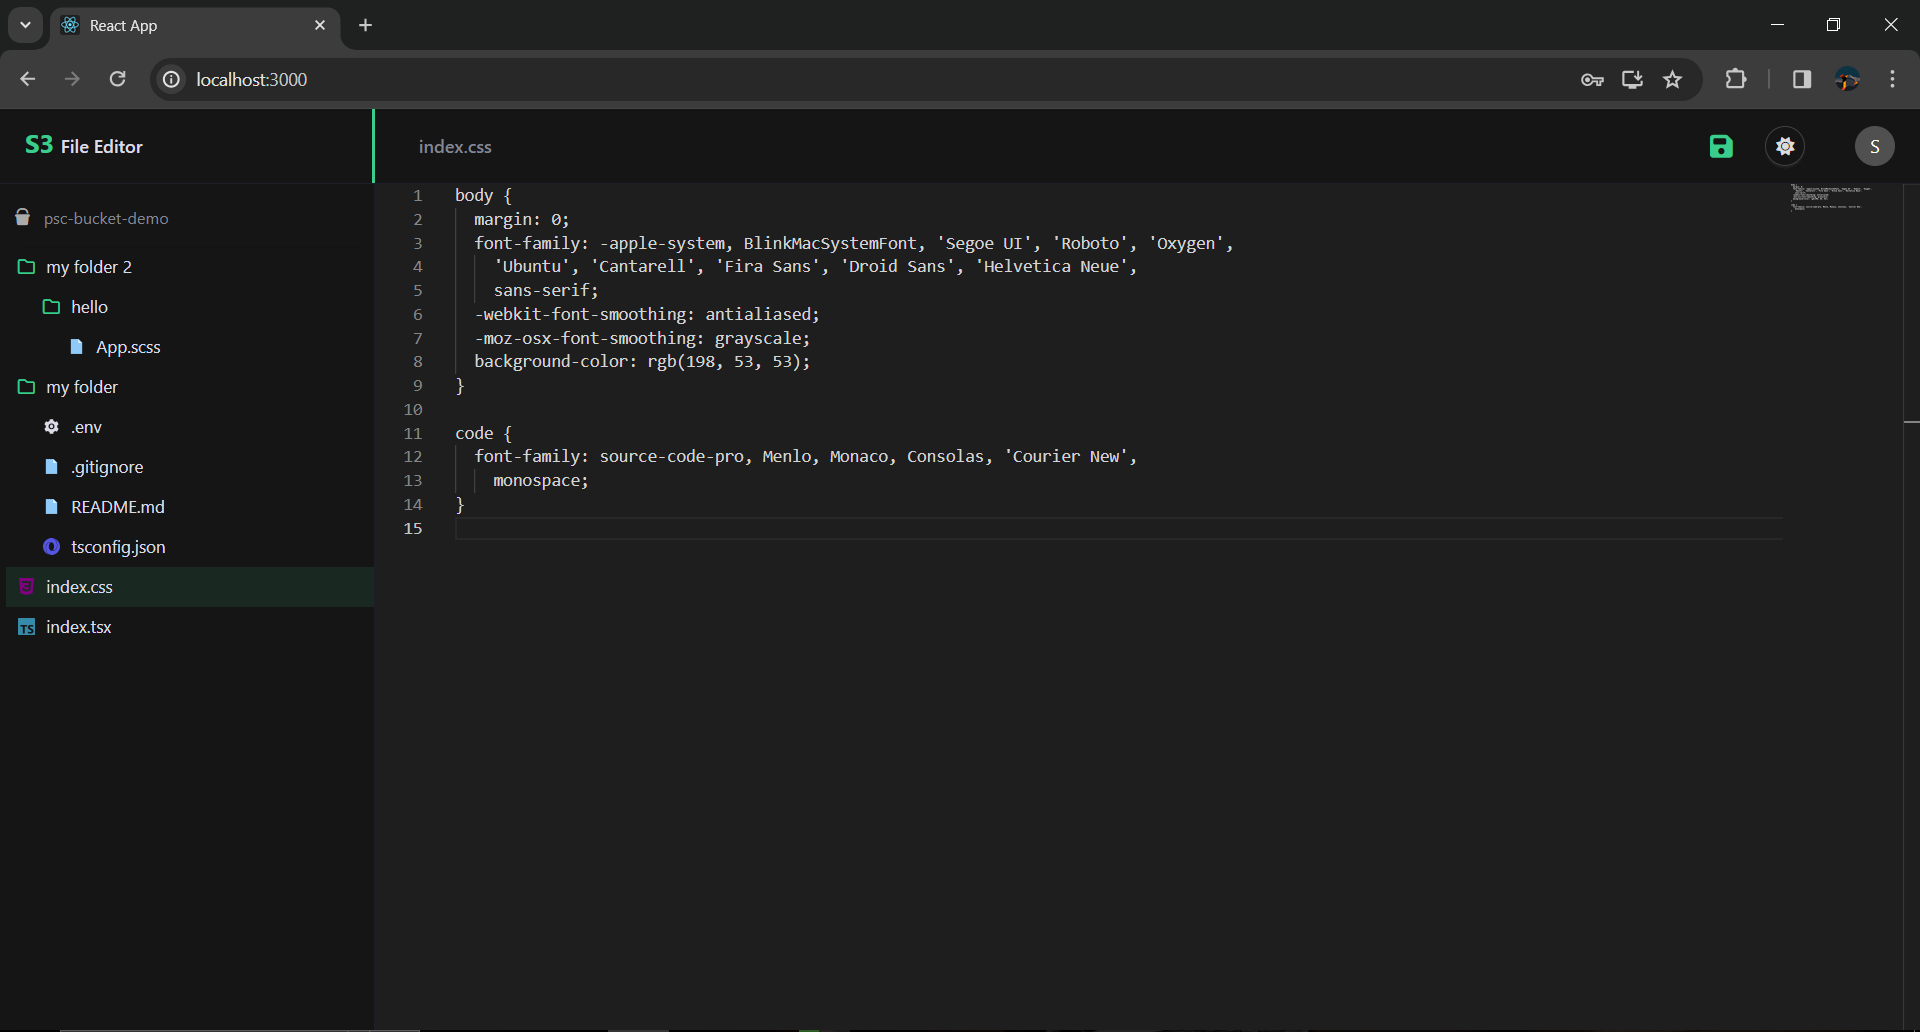 React App
localhost:3000
S3 File Editor
index.css
S
psc-bucket-demo
my folder 2
hello
App.scss
my folder
.env
.gitignore
README.md
tsconfig.json
index.css
TS index.tsx
1 body {
2 margin: 0;
3 font-family: -apple-system, BlinkMacSystemFont, 'Segoe UI', 'Roboto', 'Oxygen',
4 'Ubuntu', 'Cantarell', 'Fira Sans', 'Droid Sans', 'Helvetica Neue',
5 sans-serif;
6 -webkit-font-smoothing: antialiased;
7 -moz-osx-font-smoothing: grayscale;
8 background-color: rgb(198, 53, 53);
9 }
10
11 code {
12 font-family: source-code-pro, Menlo, Monaco, Consolas, 'Courier New',
13 monospace;
14 }
15